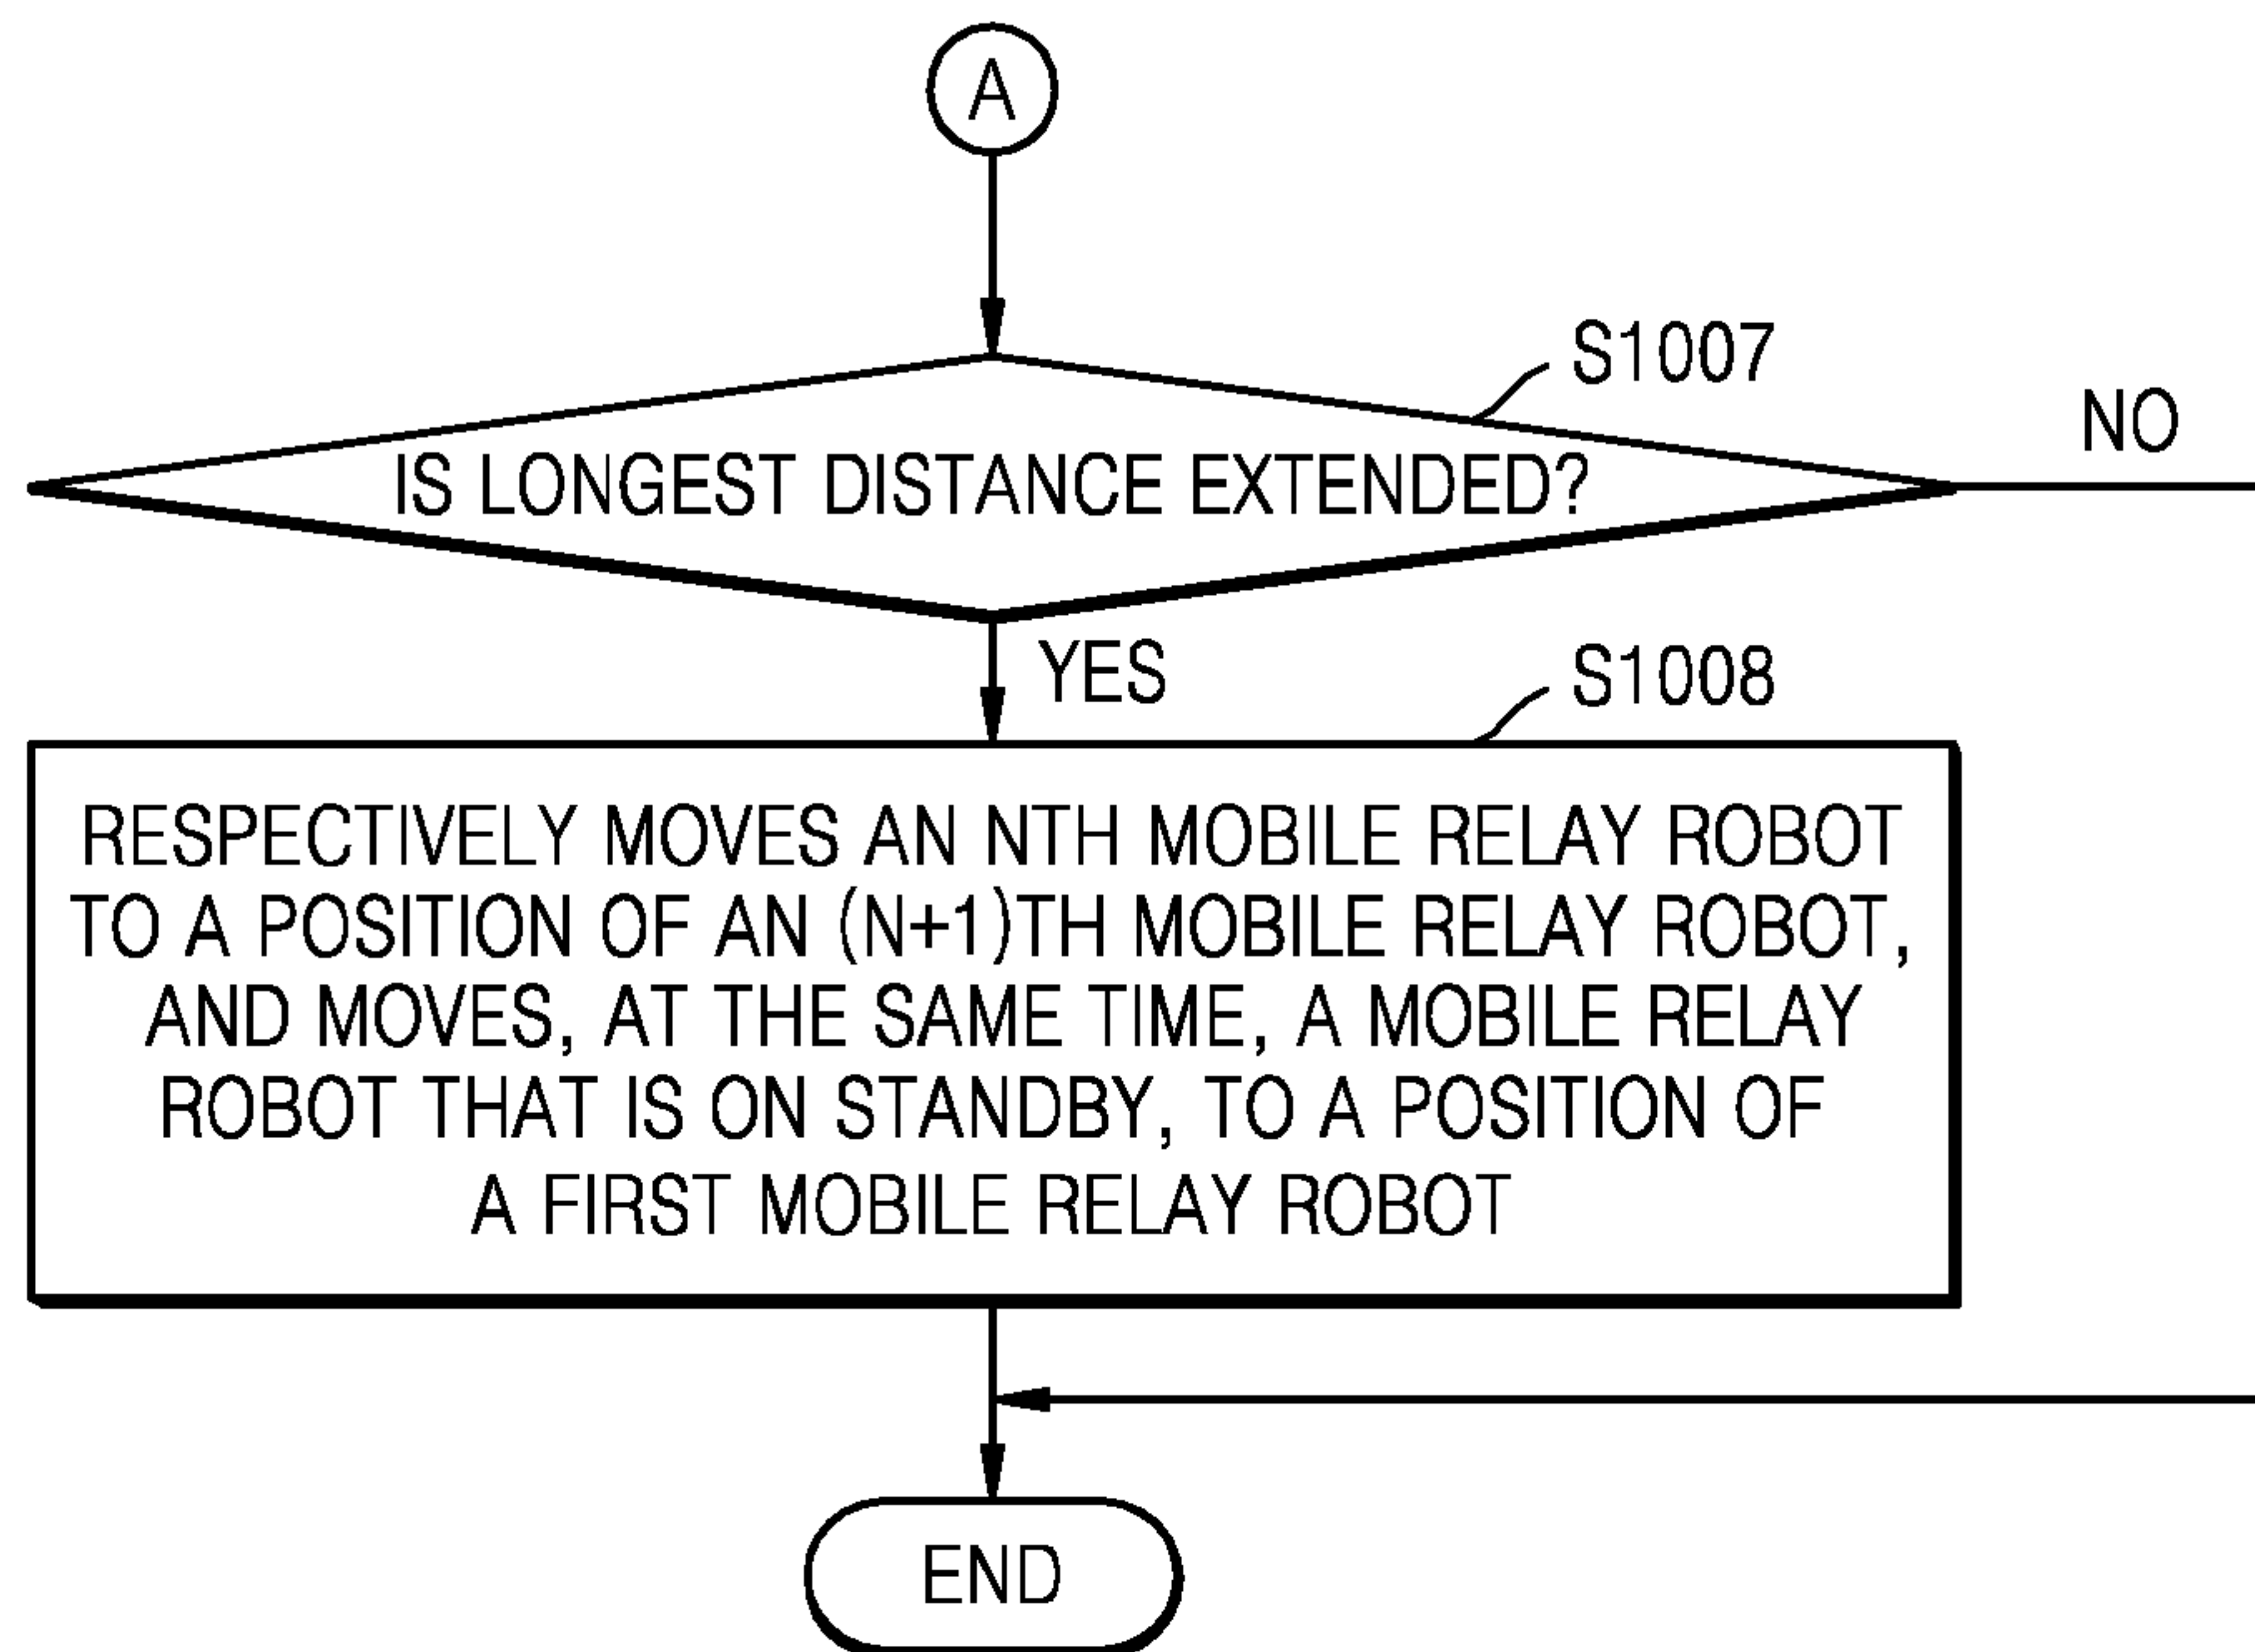 A
S1007
NO
IS LONGEST DISTANCE EXTENDED?
YES
S1008
RESPECTIVELY MOVES AN NTH MOBILE RELAY ROBOT
TO A POSITION OF AN (N+1)TH MOBILE RELAY ROBOT,
AND MOVES, AT THE SAME TIME, A MOBILE RELAY
ROBOT THAT IS ON STANDBY, TO A POSITION OF
A FIRST MOBILE RELAY ROBOT
END